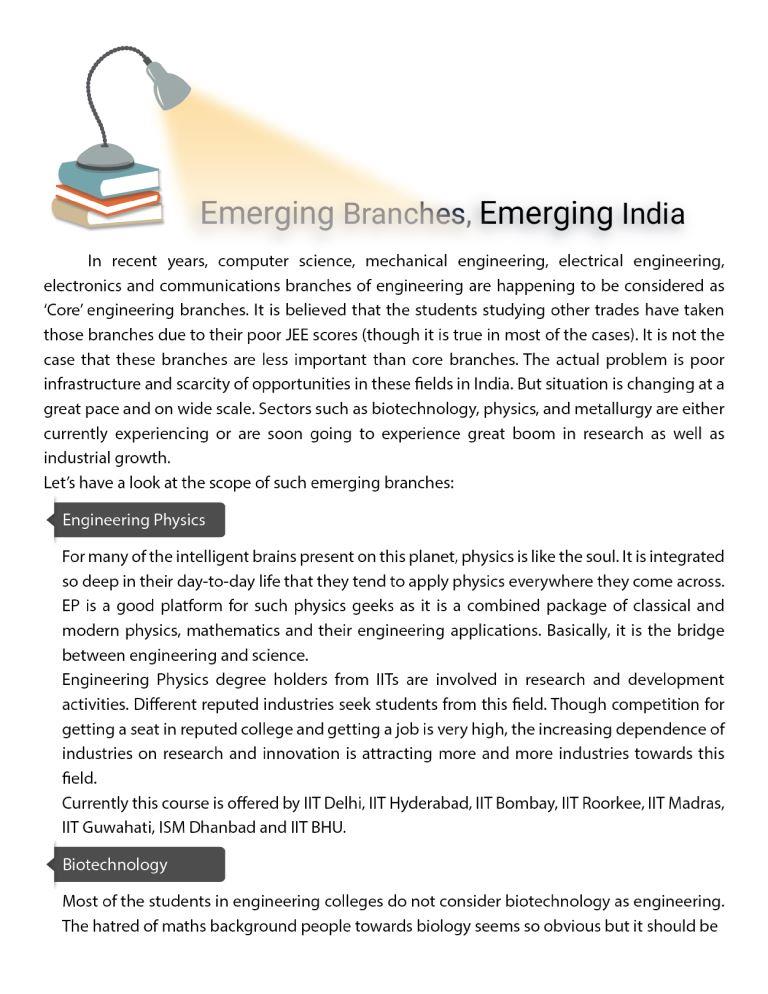 Emerging Branches, Emerging India
In recent years, computer science, mechanical engineering, electrical engineering,
electronics and communications branches of engineering are happening to be considered as
‘Core’ engineering branches. It is believed that the students studying other trades have taken
those branches due to their poor JEE scores (though it is true in most of the cases). It is not the
case that these branches are less important than core branches. The actual problem is poor
infrastructure and scarcity of opportunities in these fields in India. But situation is changing at a
great pace and on wide scale. Sectors such as biotechnology, physics, and metallurgy are either
currently experiencing or are soon going to experience great boom in research as well as
industrial growth.
Let’s have a look at the scope of such emerging branches:
Engineering Physics
For many of the intelligent brains present on this planet, physics is like the soul. It is integrated
so deep in their day-to-day life that they tend to apply physics everywhere they come across.
EP is a good platform for such physics geeks as it is a combined package of classical and
modern physics, mathematics and their engineering applications. Basically, it is the bridge
between engineering and science.
Engineering Physics degree holders from IITs are involved in research and development
activities. Different reputed industries seek students from this field. Though competition for
getting a seat in reputed college and getting a job is very high, the increasing dependence of
industries on research and innovation is attracting more and more industries towards this
field.
Currently this course is offered by IIT Delhi, IIT Hyderabad, IIT Bombay, IIT Roorkee, IIT Madras,
IIT Guwahati, ISM Dhanbad and IIT BHU.
Biotechnology
Most of the students in engineering colleges do not consider biotechnology as engineering.
The hatred of maths background people towards biology seems so obvious but it should be